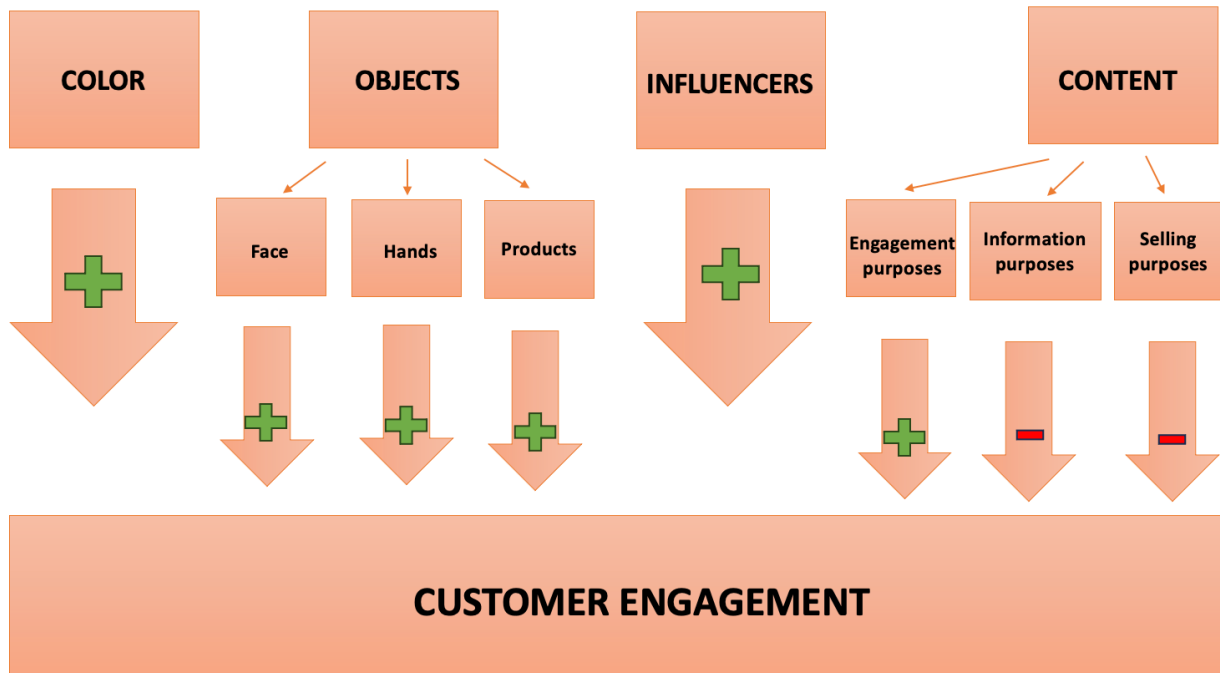 COLOR
OBJECTS
INFLUENCERS
CONTENT
Face
Hands
Products
Engagement
purposes
Information
purposes
Selling
purposes
CUSTOMER ENGAGEMENT